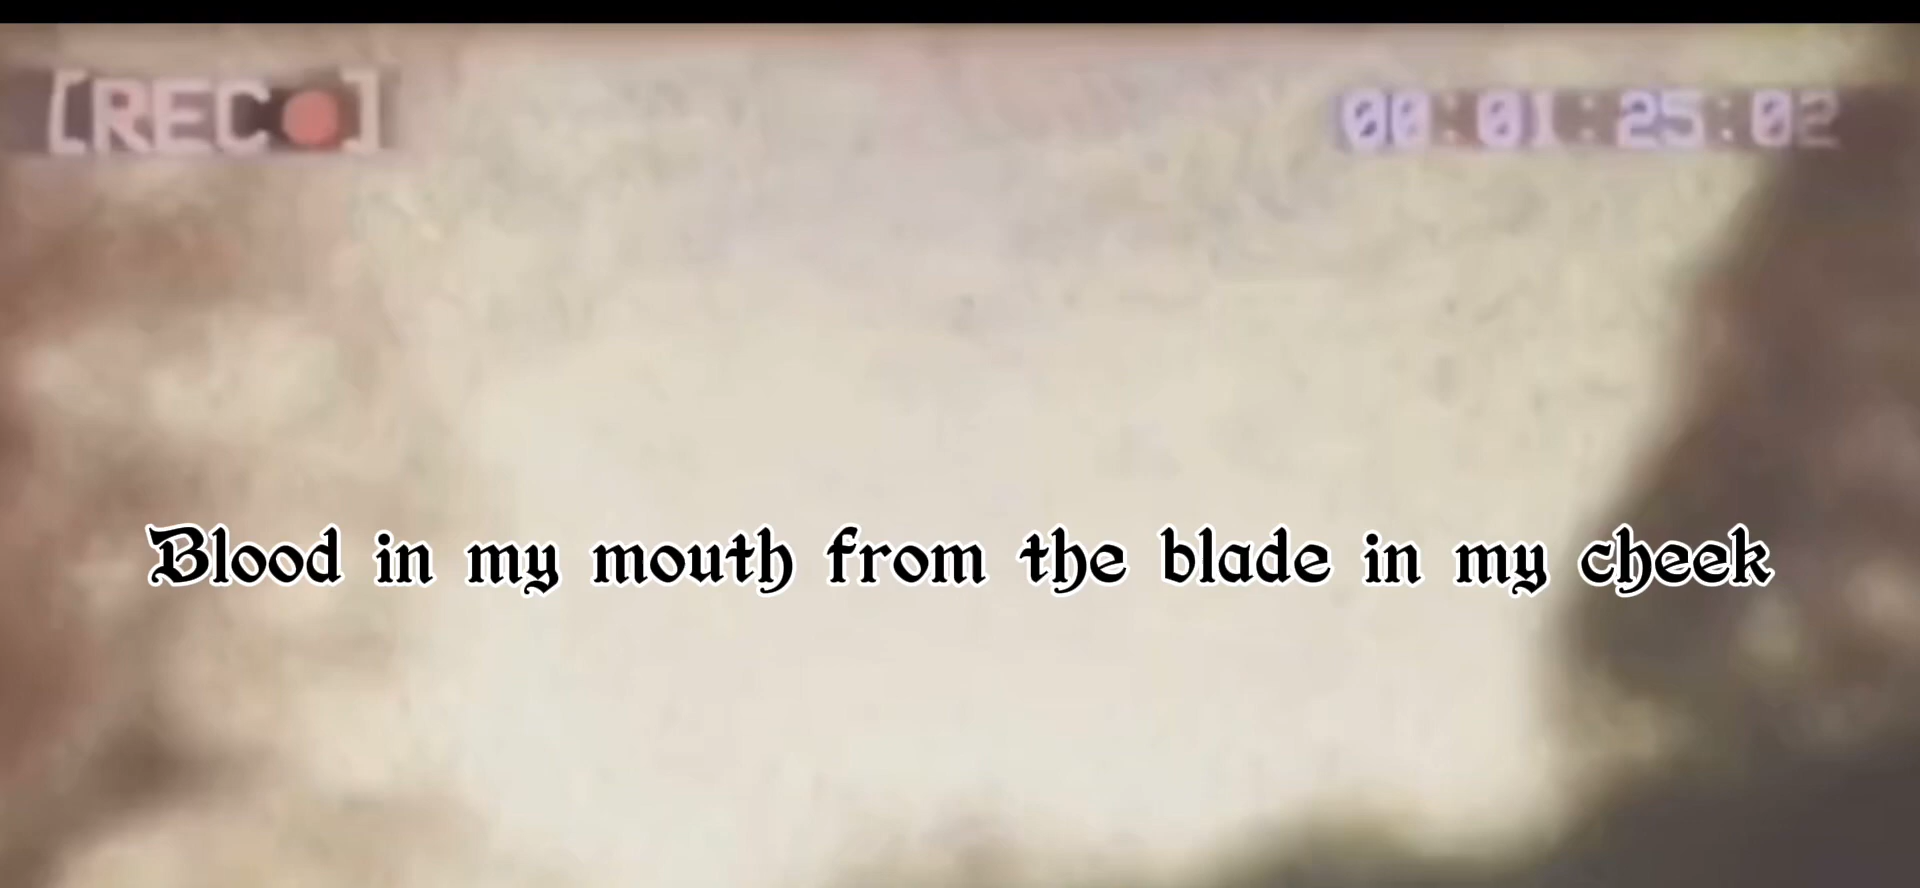 [REC●]
00:01:25:02
Blood in my mouth from the blade in my cheek